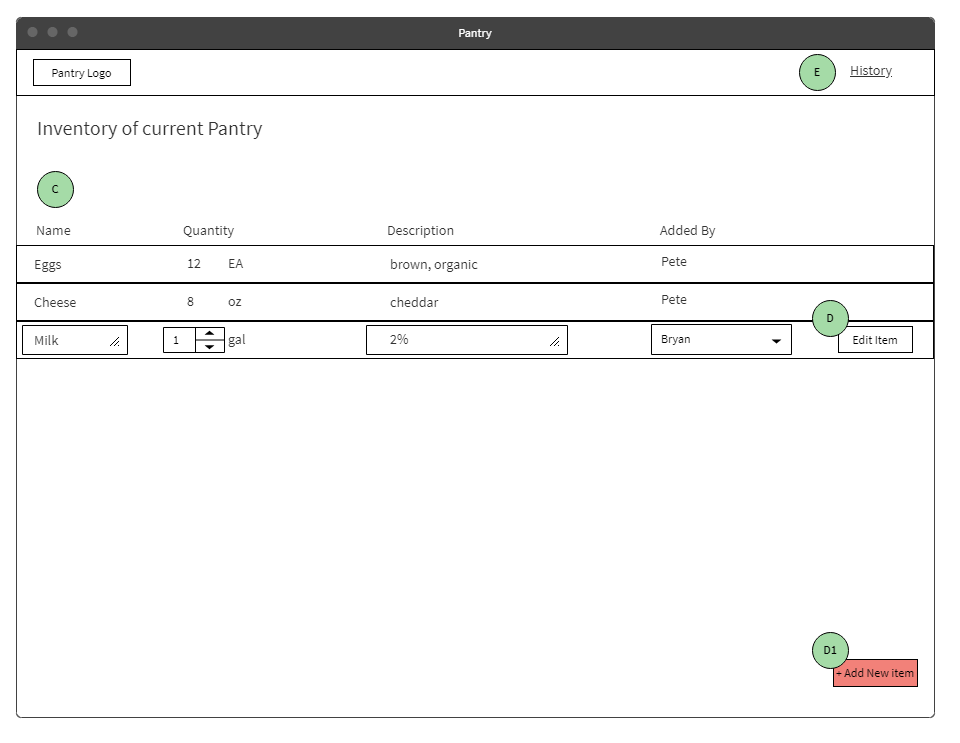 Pantry
Pantry Logo E History
Inventory of current Pantry
C
Name Quantity Description Added By
Eggs 12 EA brown, organic Pete
Cheese 8 oz cheddar Pete
D
Milk 1 gal 2% Bryan Edit Item
D1
+ Add New item